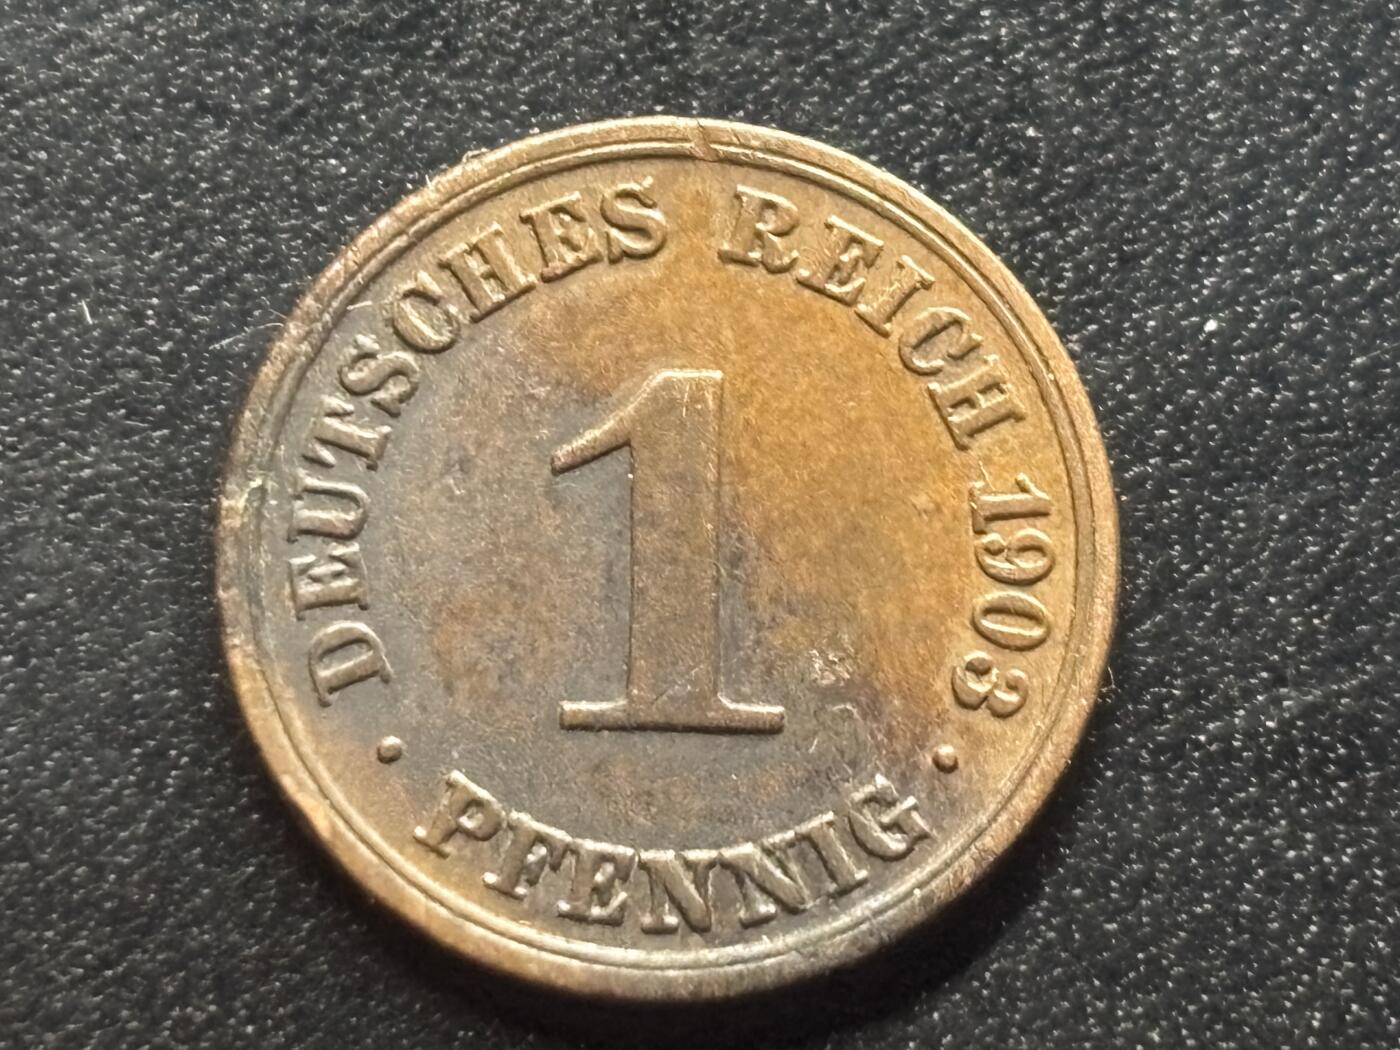 DEUTSCHES REICH 1903
1
· PFENNIG ·